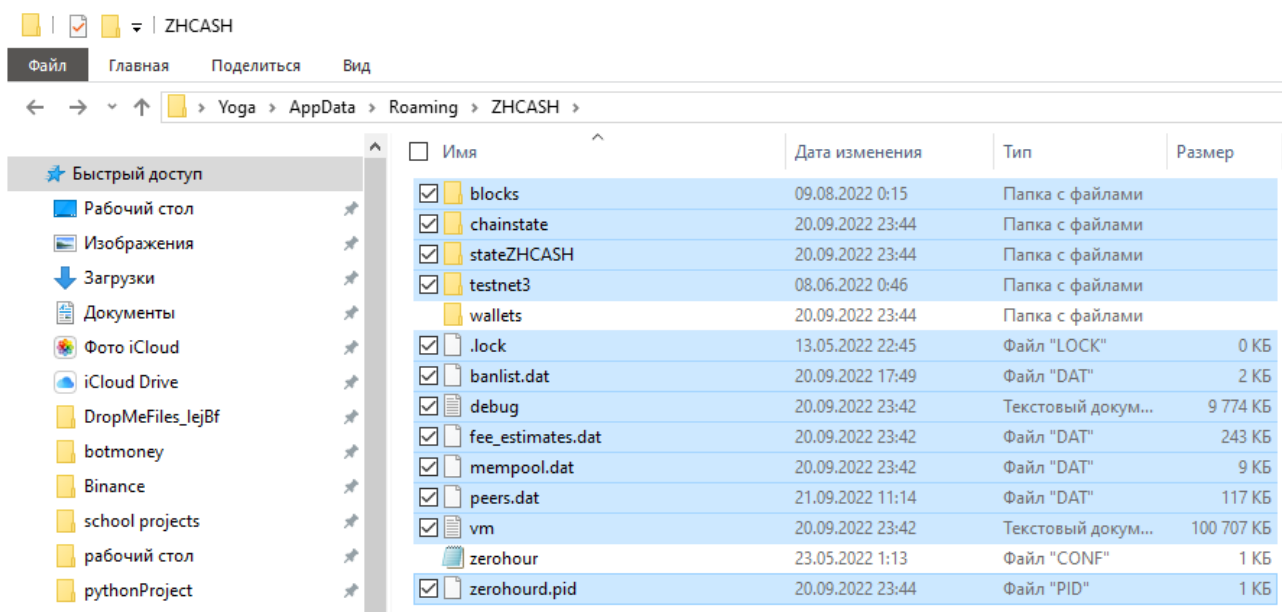 ZHCASH
Файл Главная Поделиться Вид
Yoga > AppData > Roaming > ZHCASH >
Имя Дата изменения Тип Размер
Быстрый доступ
blocks 09.08.2022 0:15 Папка с файлами
Рабочий стол
chainstate 20.09.2022 23:44 Папка с файлами
Изображения
stateZHCASH 20.09.2022 23:44 Папка с файлами
Загрузки
testnet3 08.06.2022 0:46 Папка с файлами
Документы
wallets 20.09.2022 23:44 Папка с файлами
Фото iCloud
.lock 13.05.2022 22:45 Файл "LOCK" 0 КБ
iCloud Drive
banlist.dat 20.09.2022 17:49 Файл "DAT" 2 КБ
DropMeFiles_lejBf
debug 20.09.2022 23:42 Текстовый докум... 9 774 КБ
fee_estimates.dat 20.09.2022 23:42 Файл "DAT" 243 КБ
botmoney
mempool.dat 20.09.2022 23:42 Файл "DAT" 9 КБ
Binance
peers.dat 21.09.2022 11:14 Файл "DAT" 117 КБ
school projects
vm 20.09.2022 23:42 Текстовый докум... 100 707 КБ
рабочий стол
zerohour 23.05.2022 1:13 Файл "CONF" 1 КБ
pythonProject
zerohourd.pid 20.09.2022 23:44 Файл "PID" 1 КБ